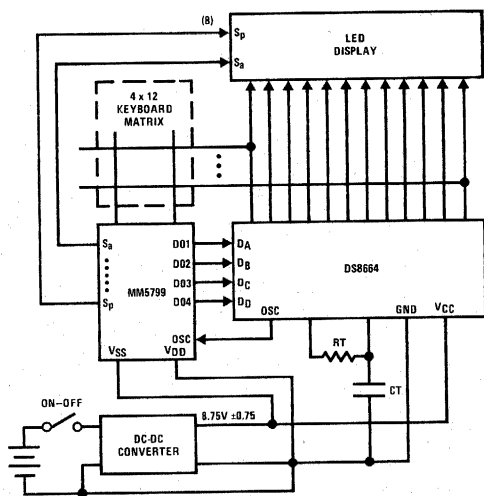 (B)
Sp
Sa
LED
DISPLAY
4 x 12
KEYBOARD
MATRIX
Sa
Sp
MM5799
DO1
DO2
DO3
DO4
OSC
VSS
VDD
DA
DB
DC
DD
DS8664
OSC
GND
VCC
RT
CT
ON-OFF
8.75V ±0.75
DC-DC
CONVERTER